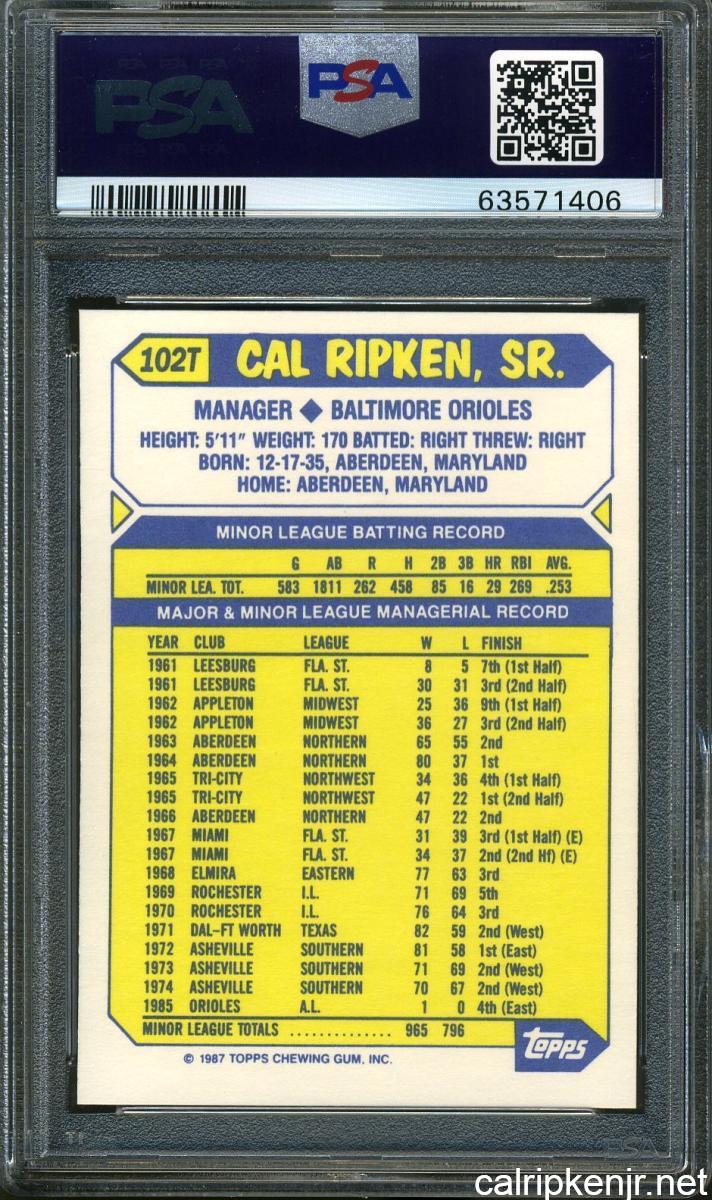 PSA PSA PSA
PSA
PSA PSA PSA
PSA
63571406
102T CAL RIPKEN, SR.
MANAGER ◆ BALTIMORE ORIOLES
HEIGHT: 5'11" WEIGHT: 170 BATTED: RIGHT THREW: RIGHT
BORN: 12-17-35, ABERDEEN, MARYLAND
HOME: ABERDEEN, MARYLAND
MINOR LEAGUE BATTING RECORD
G AB R H 2B 3B HR RBI AVG.
MINOR LEA. TOT. 583 1811 262 458 85 16 29 269 .253
MAJOR & MINOR LEAGUE MANAGERIAL RECORD
YEAR CLUB LEAGUE W L FINISH
1961 LEESBURG FLA. ST. 8 5 7th (1st Half)
1961 LEESBURG FLA. ST. 30 31 3rd (2nd Half)
1962 APPLETON MIDWEST 25 36 9th (1st Half)
1962 APPLETON MIDWEST 36 27 3rd (2nd Half)
1963 ABERDEEN NORTHERN 65 55 2nd
1964 ABERDEEN NORTHERN 80 37 1st
1965 TRI-CITY NORTHWEST 34 36 4th (1st Half)
1965 TRI-CITY NORTHWEST 47 22 1st (2nd Half)
1966 ABERDEEN NORTHERN 47 22 2nd
1967 MIAMI FLA. ST. 31 39 3rd (1st Half) (E)
1967 MIAMI FLA. ST. 34 37 2nd (2nd Hf) (E)
1968 ELMIRA EASTERN 77 63 3rd
1969 ROCHESTER I.L. 71 69 5th
1970 ROCHESTER I.L. 76 64 3rd
1971 DAL-FT WORTH TEXAS 82 59 2nd (West)
1972 ASHEVILLE SOUTHERN 81 58 1st (East)
1973 ASHEVILLE SOUTHERN 71 69 2nd (West)
1974 ASHEVILLE SOUTHERN 70 67 2nd (West)
1985 ORIOLES A.L. 1 0 4th (East)
MINOR LEAGUE TOTALS .............. 965 796
TOPPS
© 1987 TOPPS CHEWING GUM, INC.
PSA
calripkenjr.net